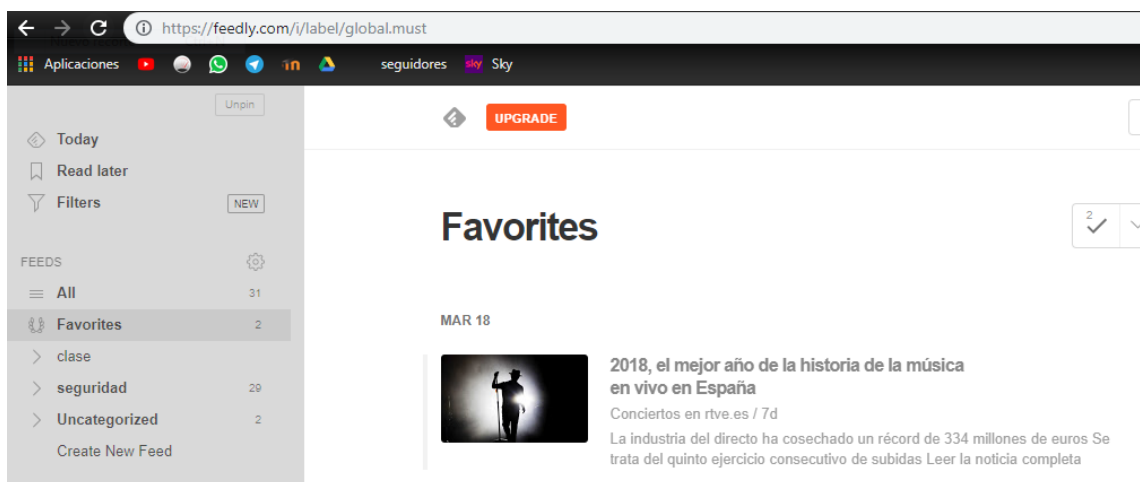 https://feedly.com/i/label/global.must
Aplicaciones
seguidores
sky Sky
Unpin
UPGRADE
Today
Read later
Filters NEW
Favorites
2
FEEDS
All 31
Favorites 2
clase
seguridad 29
Uncategorized 2
Create New Feed
MAR 18
2018, el mejor año de la historia de la música
en vivo en España
Conciertos en rtve.es / 7d
La industria del directo ha cosechado un récord de 334 millones de euros Se
trata del quinto ejercicio consecutivo de subidas Leer la noticia completa